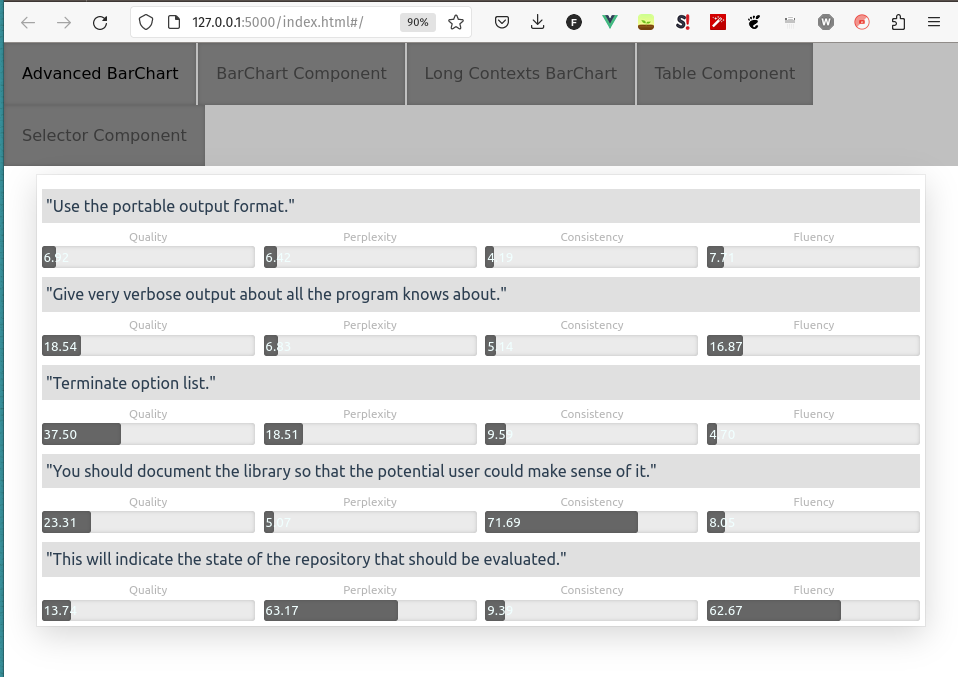 127.0.0.1:5000/index.html#/ 90%
Advanced BarChart BarChart Component Long Contexts BarChart Table Component
Selector Component
"Use the portable output format."
Quality Perplexity Consistency Fluency
6.92 6.42 4.19 7.71
"Give very verbose output about all the program knows about."
Quality Perplexity Consistency Fluency
18.54 6.83 5.14 16.87
"Terminate option list."
Quality Perplexity Consistency Fluency
37.50 18.51 9.59 4.70
"You should document the library so that the potential user could make sense of it."
Quality Perplexity Consistency Fluency
23.31 5.07 71.69 8.05
"This will indicate the state of the repository that should be evaluated."
Quality Perplexity Consistency Fluency
13.74 63.17 9.39 62.67